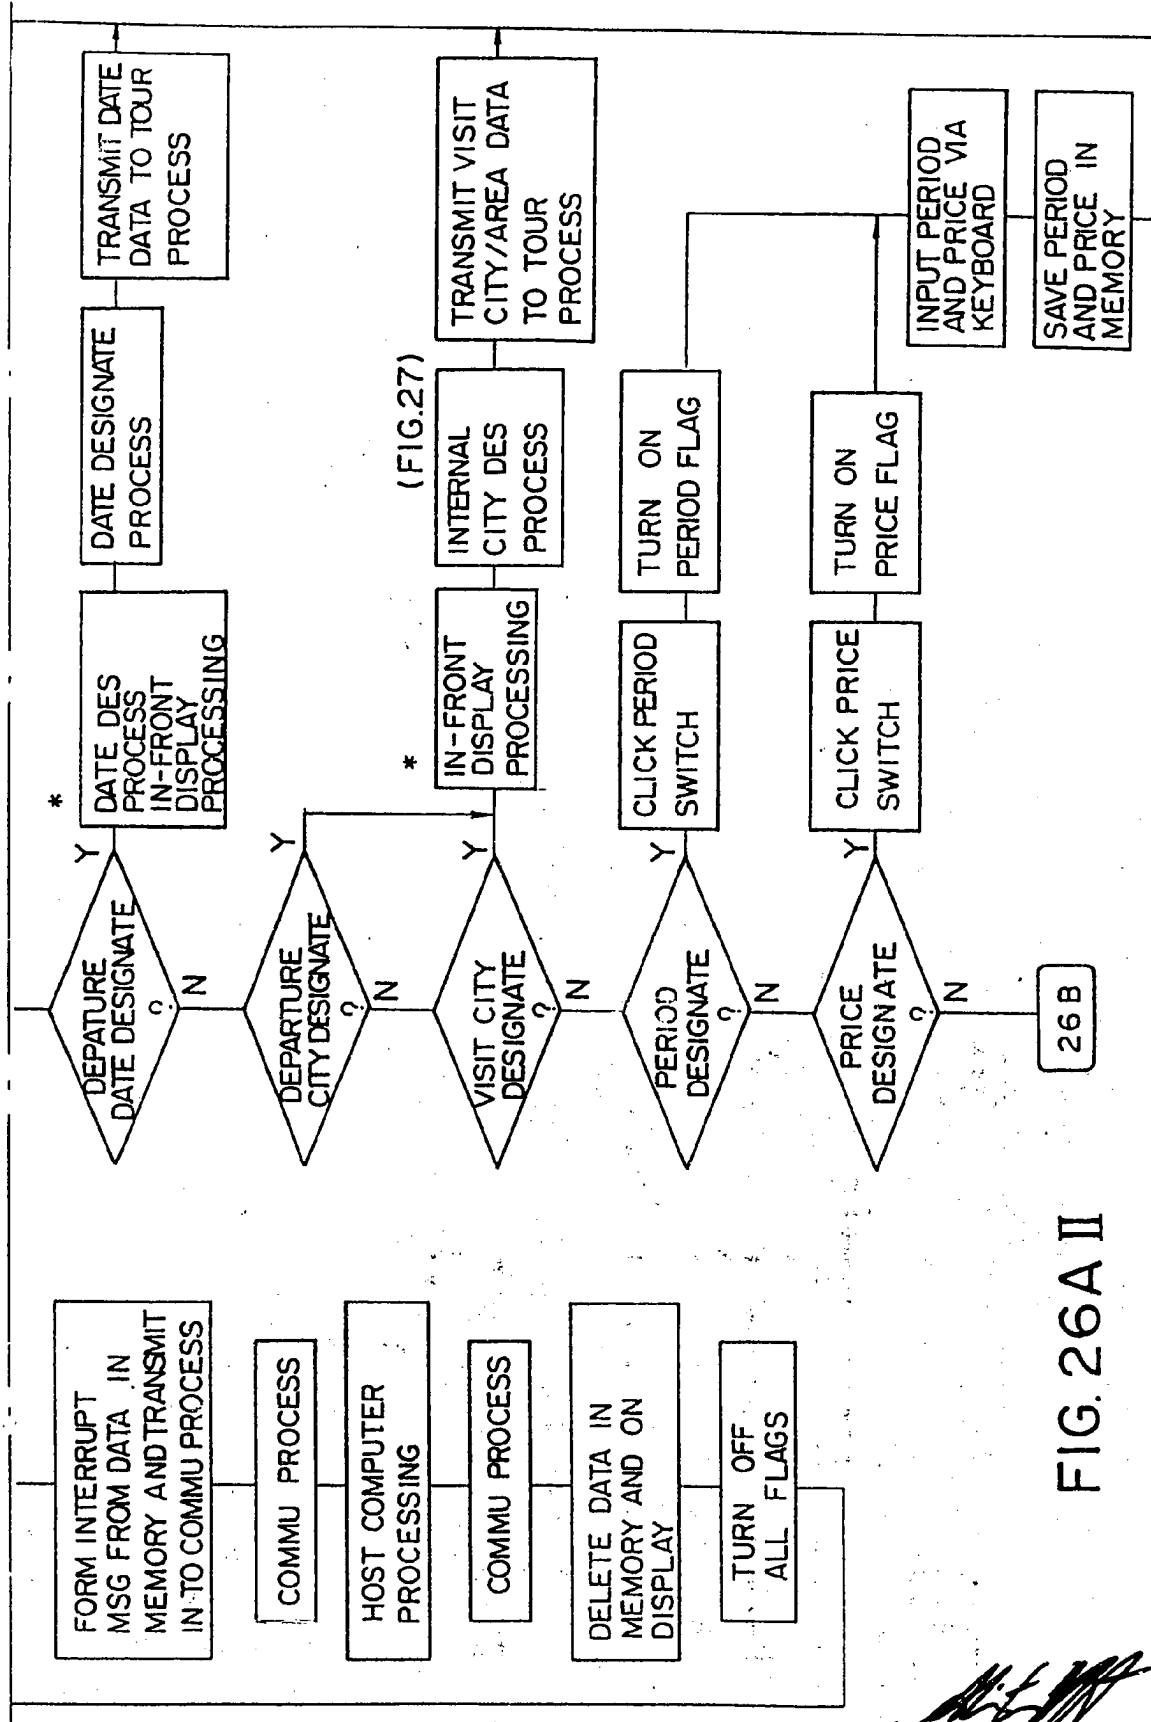 FORM INTERRUPT
MSG FROM DATA IN
MEMORY AND TRANSMIT
IN TO COMMU PROCESS
COMMU PROCESS
HOST COMPUTER
PROCESSING
COMMU PROCESS
DELETE DATA IN
MEMORY AND ON
DISPLAY
TURN OFF
ALL FLAGS
DEPATURE
DATE DESIGNATE
?
Y
N
*
DATE DES
PROCESS
IN-FRONT
DISPLAY
PROCESSING
DATE DESIGNATE
PROCESS
TRANSMIT DATE
DATA TO TOUR
PROCESS
DEPARTURE
CITY DESIGNATE
?
Y
N
VISIT CITY
DESIGNATE
?
Y
N
*
IN-FRONT
DISPLAY
PROCESSING
(FIG.27)
INTERNAL
CITY DES
PROCESS
TRANSMIT VISIT
CITY/AREA DATA
TO TOUR
PROCESS
PERIOD
DESIGNATE
?
Y
N
CLICK PERIOD
SWITCH
TURN ON
PERIOD FLAG
PRICE
DESIGNATE
?
Y
N
CLICK PRICE
SWITCH
TURN ON
PRICE FLAG
INPUT PERIOD
AND PRICE VIA
KEYBOARD
SAVE PERIOD
AND PRICE IN
MEMORY
26B
FIG. 26A II